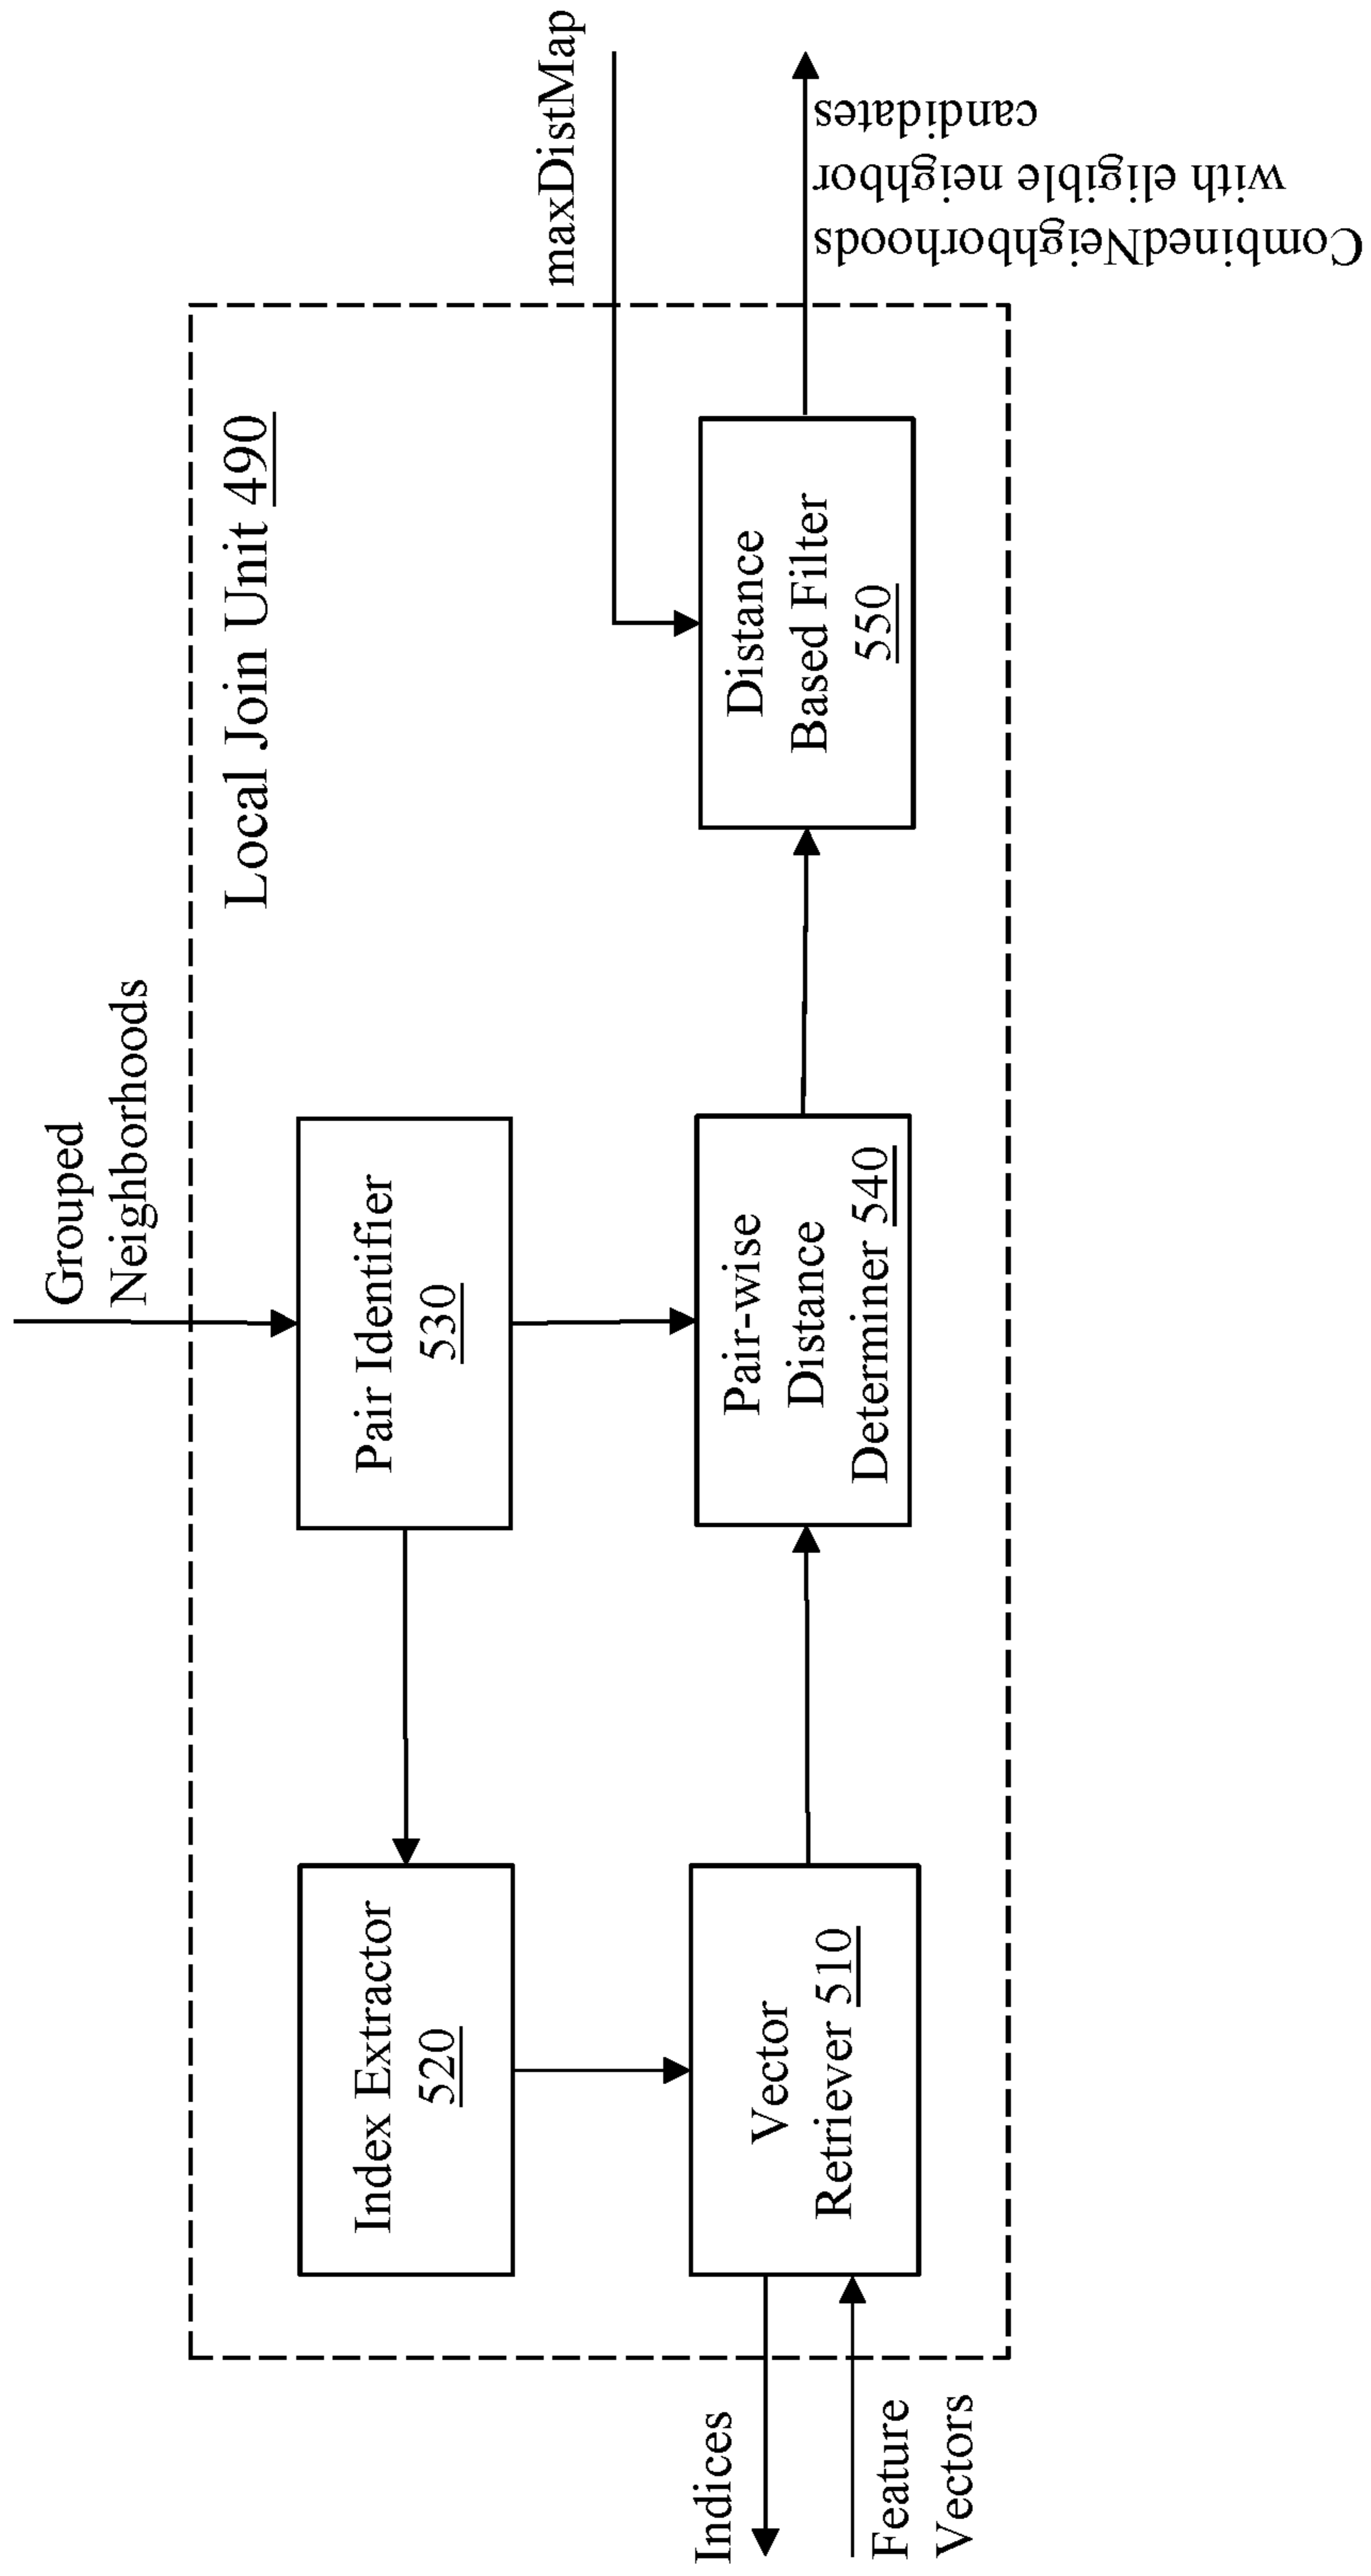 Grouped
Neighborhoods
Local Join Unit 490
Index Extractor
520
Pair Identifier
530
maxDistMap
Indices
Feature
Vectors
Vector
Retriever 510
Pair-wise
Distance
Determiner 540
Distance
Based Filter
550
CombinedNeighborhoods
with eligible neighbor
candidates